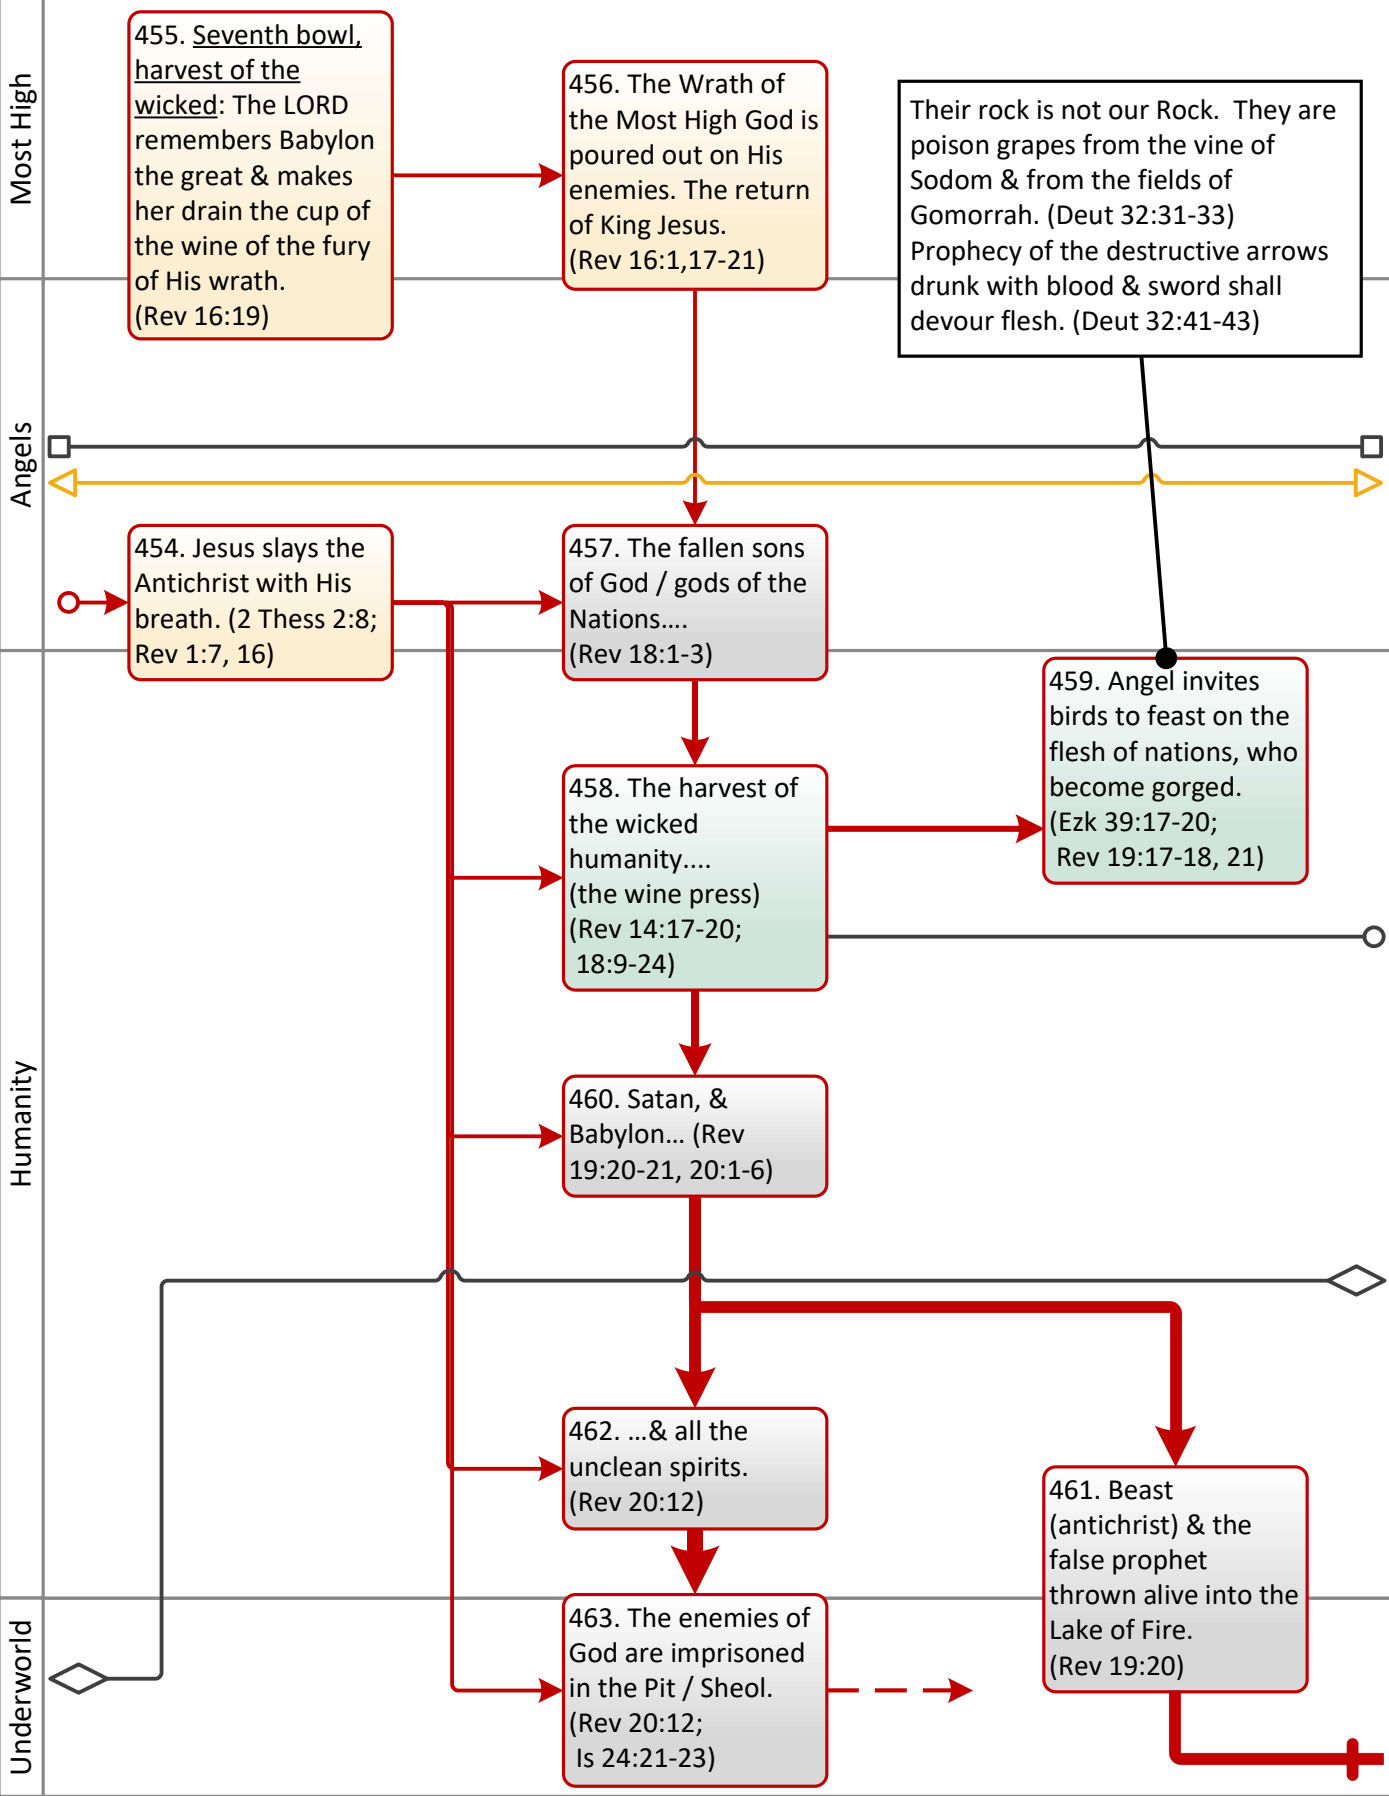 Most High
455. Seventh bowl,
harvest of the
wicked: The LORD
remembers Babylon
the great & makes
her drain the cup of
the wine of the fury
of His wrath.
(Rev 16:19)
456. The Wrath of
the Most High God is
poured out on His
enemies. The return
of King Jesus.
(Rev 16:1,17-21)
Their rock is not our Rock.  They are
poison grapes from the vine of
Sodom & from the fields of
Gomorrah. (Deut 32:31-33)
Prophecy of the destructive arrows
drunk with blood & sword shall
devour flesh. (Deut 32:41-43)
Angels
454. Jesus slays the
Antichrist with His
breath. (2 Thess 2:8;
Rev 1:7, 16)
457. The fallen sons
of God / gods of the
Nations....
(Rev 18:1-3)
Humanity
458. The harvest of
the wicked
humanity....
(the wine press)
(Rev 14:17-20;
18:9-24)
459. Angel invites
birds to feast on the
flesh of nations, who
become gorged.
(Ezk 39:17-20;
Rev 19:17-18, 21)
460. Satan, &
Babylon... (Rev
19:20-21, 20:1-6)
462. ...& all the
unclean spirits.
(Rev 20:12)
461. Beast
(antichrist) & the
false prophet
thrown alive into the
Lake of Fire.
(Rev 19:20)
Underworld
463. The enemies of
God are imprisoned
in the Pit / Sheol.
(Rev 20:12;
Is 24:21-23)